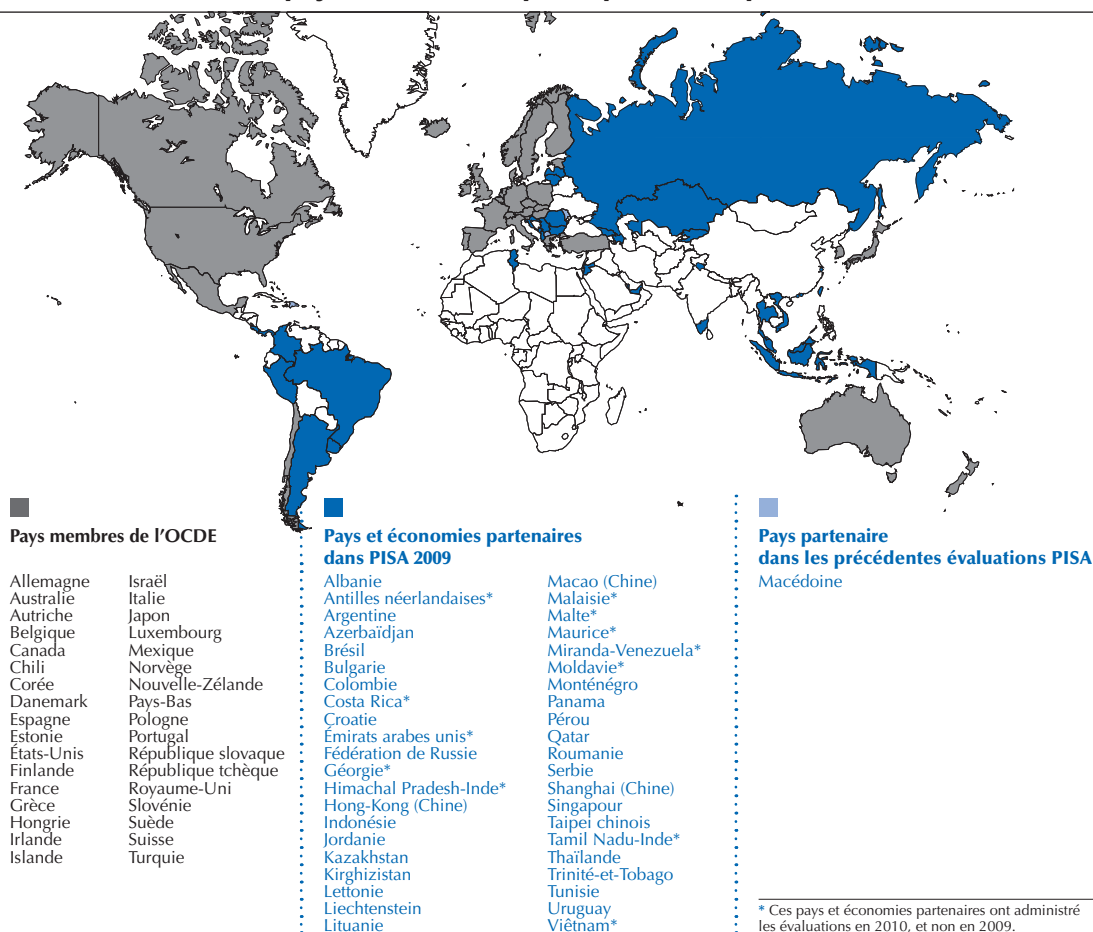 Pays membres de l'OCDE
Allemagne
Australie
Autriche
Belgique
Canada
Chili
Corée
Danemark
Espagne
Estonie
États-Unis
Finlande
France
Grèce
Hongrie
Irlande
Islande
Israël
Italie
Japon
Luxembourg
Mexique
Norvège
Nouvelle-Zélande
Pays-Bas
Pologne
Portugal
République slovaque
République tchèque
Royaume-Uni
Slovénie
Suède
Suisse
Turquie
Pays et économies partenaires
dans PISA 2009
Albanie
Antilles néerlandaises*
Argentine
Azerbaïdjan
Brésil
Bulgarie
Colombie
Costa Rica*
Croatie
Émirats arabes unis*
Fédération de Russie
Géorgie*
Himachal Pradesh-Inde*
Hong-Kong (Chine)
Indonésie
Jordanie
Kazakhstan
Kirghizistan
Lettonie
Liechtenstein
Lituanie
Macao (Chine)
Malaisie*
Malte*
Maurice*
Miranda-Venezuela*
Moldavie*
Monténégro
Panama
Pérou
Qatar
Roumanie
Serbie
Shanghai (Chine)
Singapour
Taipei chinois
Tamil Nadu-Inde*
Thaïlande
Trinité-et-Tobago
Tunisie
Uruguay
Viêtnam*
Pays partenaire
dans les précédentes évaluations PISA
Macédoine
* Ces pays et économies partenaires ont administré
les évaluations en 2010, et non en 2009.